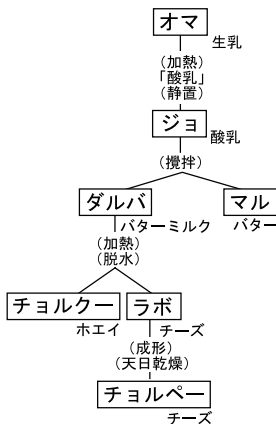 オマ
生乳
(加熱)
「酸乳」
(静置)
ジョ
酸乳
(攪拌)
ダルバ
バターミルク
マル
バター
(加熱)
(脱水)
チョルクー
ホエイ
ラボ
チーズ
(成形)
(天日乾燥)
チョルペー
チーズ